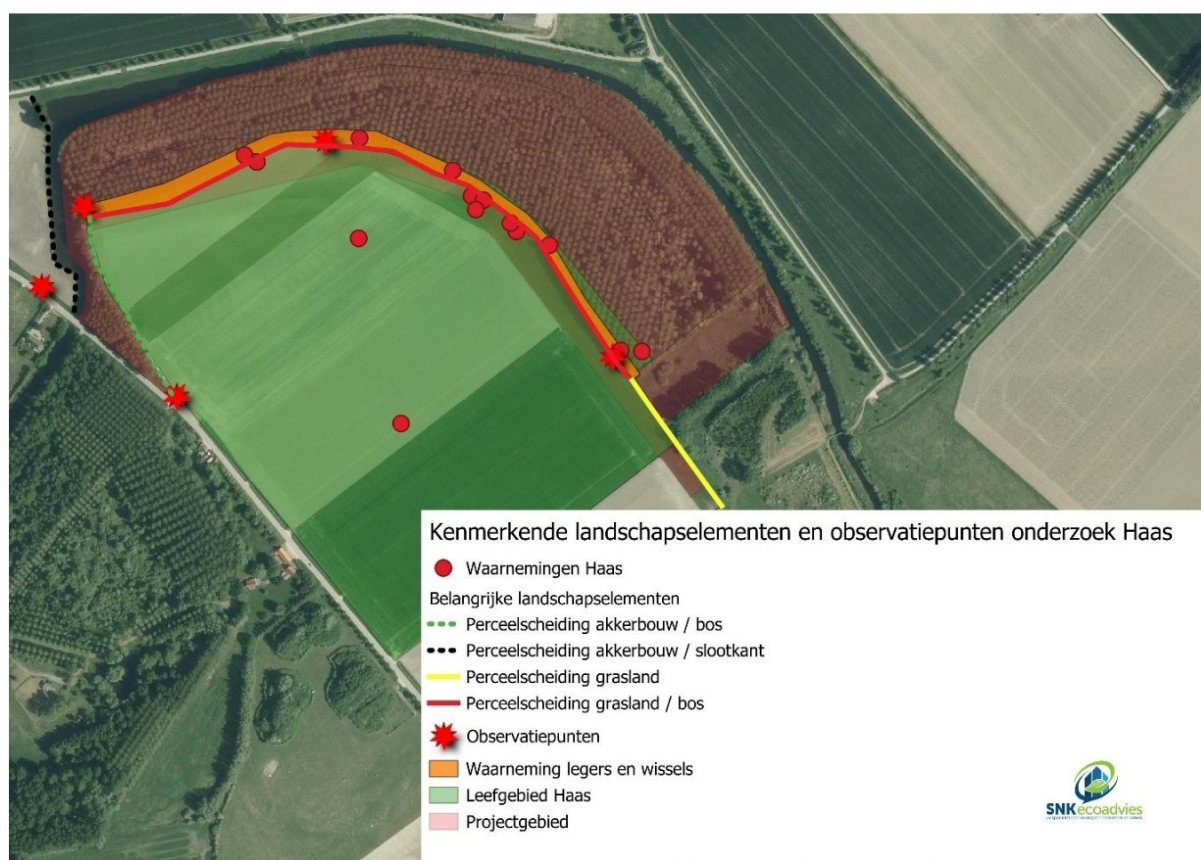 Kenmerkende landschapselementen en observatiepunten onderzoek Haas
Waarnemingen Haas
Belangrijke landschapselementen
Perceelscheiding akkerbouw / bos
Perceelscheiding akkerbouw / slootkant
Perceelscheiding grasland
Perceelscheiding grasland / bos
Observatiepunten
Waarneming legers en wissels
Leefgebied Haas
Projectgebied
SNKecoadvies